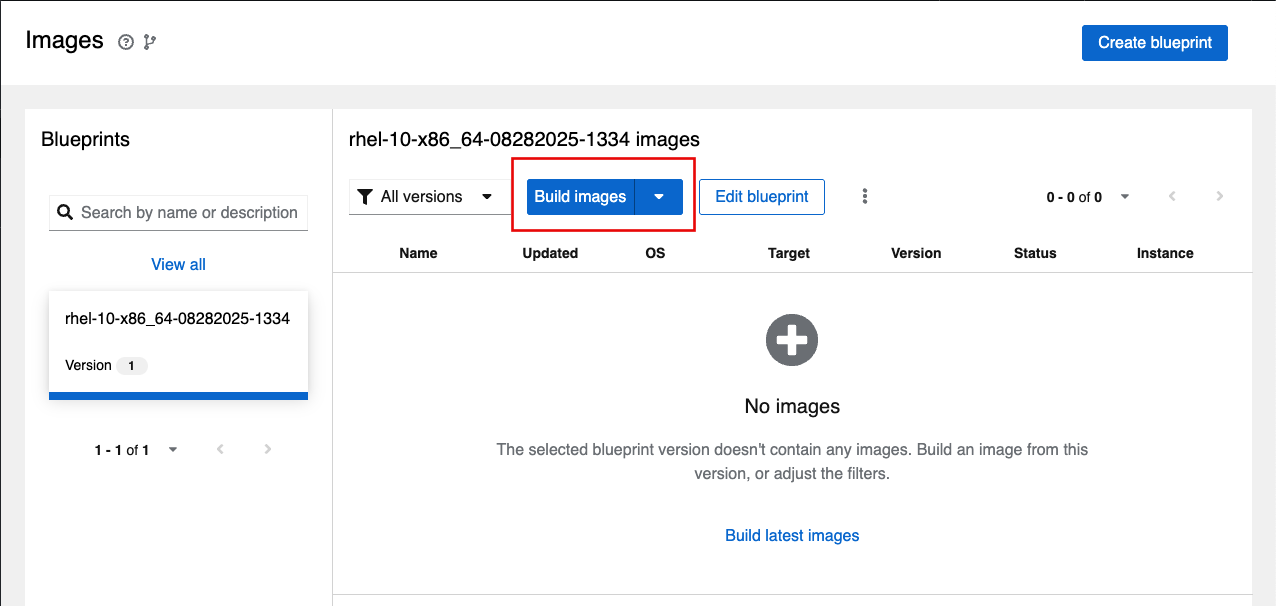 Images
Create blueprint
Blueprints
Search by name or description
View all
rhel-10-x86_64-08282025-1334
Version 1
1 - 1 of 1
rhel-10-x86_64-08282025-1334 images
All versions
Build images
Edit blueprint
0 - 0 of 0
Name Updated OS Target Version Status Instance
No images
The selected blueprint version doesn't contain any images. Build an image from this
version, or adjust the filters.
Build latest images